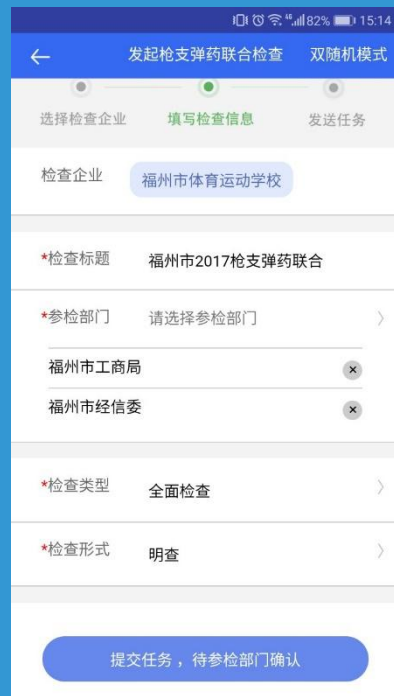 82% 15:14
发起枪支弹药联合检查 双随机模式
选择检查企业 填写检查信息 发送任务
检查企业 福州市体育运动学校
*检查标题 福州市2017枪支弹药联合
*参检部门 请选择参检部门
福州市工商局
福州市经信委
*检查类型 全面检查
*检查形式 明查
提交任务，待参检部门确认